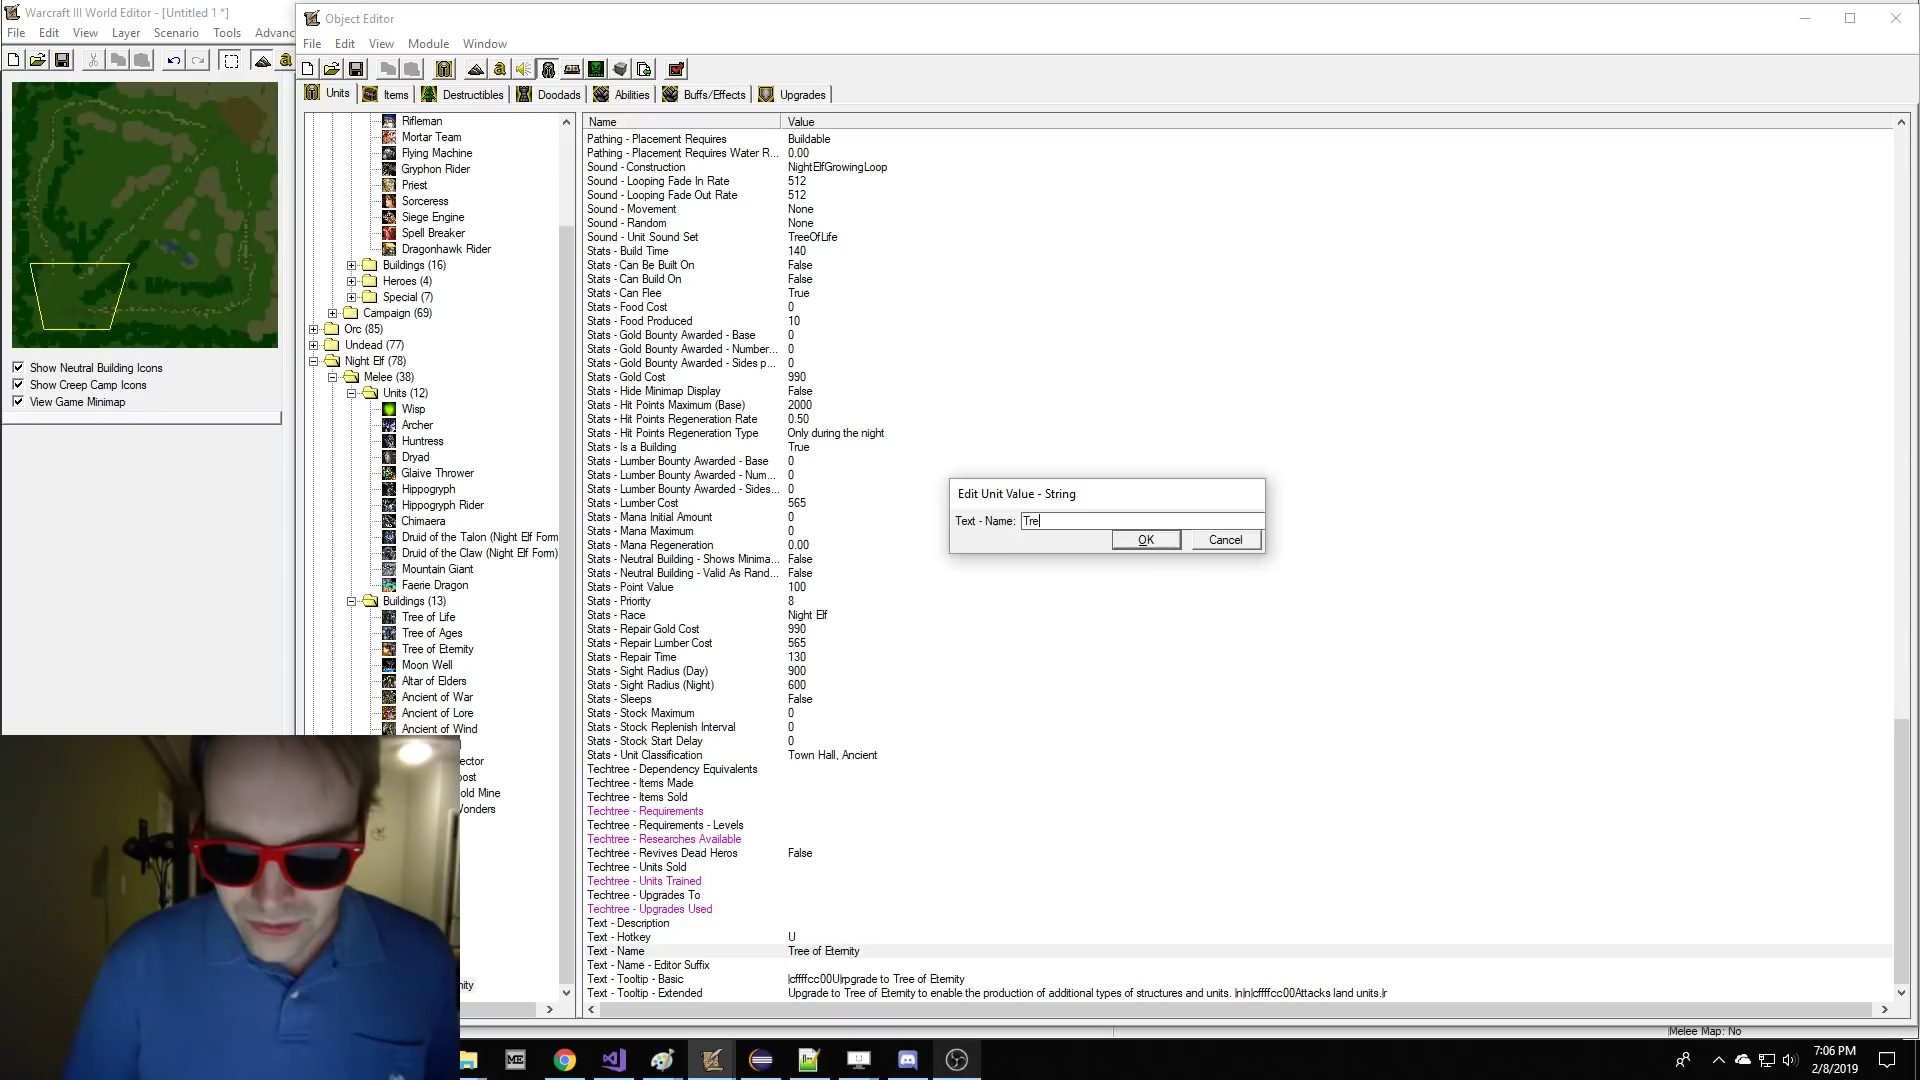 Warcraft III World Editor - [Untitled 1 *]
File Edit View Layer Scenario Tools Advanc
Show Neutral Building Icons
Show Creep Camp Icons
View Game Minimap
Object Editor
File Edit View Module Window
Units Items Destructibles Doodads Abilities Buffs/Effects Upgrades
Rifleman
Mortar Team
Flying Machine
Gryphon Rider
Priest
Sorceress
Siege Engine
Spell Breaker
Dragonhawk Rider
Buildings (16)
Heroes (4)
Special (7)
Campaign (69)
Orc (85)
Undead (77)
Night Elf (78)
Melee (38)
Units (12)
Wisp
Archer
Huntress
Dryad
Glaive Thrower
Hippogryph
Hippogryph Rider
Chimaera
Druid of the Talon (Night Elf Form
Druid of the Claw (Night Elf Form)
Mountain Giant
Faerie Dragon
Buildings (13)
Tree of Life
Tree of Ages
Tree of Eternity
Moon Well
Altar of Elders
Ancient of War
Ancient of Lore
Ancient of Wind
ector
ost
old Mine
onders
nity
Name Value
Pathing - Placement Requires Buildable
Pathing - Placement Requires Water R... 0.00
Sound - Construction NightElfGrowingLoop
Sound - Looping Fade In Rate 512
Sound - Looping Fade Out Rate 512
Sound - Movement None
Sound - Random None
Sound - Unit Sound Set TreeOfLife
Stats - Build Time 140
Stats - Can Be Built On False
Stats - Can Build On False
Stats - Can Flee True
Stats - Food Cost 0
Stats - Food Produced 10
Stats - Gold Bounty Awarded - Base 0
Stats - Gold Bounty Awarded - Number... 0
Stats - Gold Bounty Awarded - Sides p... 0
Stats - Gold Cost 990
Stats - Hide Minimap Display False
Stats - Hit Points Maximum (Base) 2000
Stats - Hit Points Regeneration Rate 0.50
Stats - Hit Points Regeneration Type Only during the night
Stats - Is a Building True
Stats - Lumber Bounty Awarded - Base 0
Stats - Lumber Bounty Awarded - Num... 0
Stats - Lumber Bounty Awarded - Sides... 0
Stats - Lumber Cost 565
Stats - Mana Initial Amount 0
Stats - Mana Maximum 0
Stats - Mana Regeneration 0.00
Stats - Neutral Building - Shows Minima... False
Stats - Neutral Building - Valid As Rand... False
Stats - Point Value 100
Stats - Priority 8
Stats - Race Night Elf
Stats - Repair Gold Cost 990
Stats - Repair Lumber Cost 565
Stats - Repair Time 130
Stats - Sight Radius (Day) 900
Stats - Sight Radius (Night) 600
Stats - Sleeps False
Stats - Stock Maximum 0
Stats - Stock Replenish Interval 0
Stats - Stock Start Delay 0
Stats - Unit Classification Town Hall, Ancient
Techtree - Dependency Equivalents
Techtree - Items Made
Techtree - Items Sold
Techtree - Requirements
Techtree - Requirements - Levels
Techtree - Researches Available
Techtree - Revives Dead Heros False
Techtree - Units Sold
Techtree - Units Trained
Techtree - Upgrades To
Techtree - Upgrades Used
Text - Description
Text - Hotkey U
Text - Name Tree of Eternity
Text - Name - Editor Suffix
Text - Tooltip - Basic |cffffcc00U|rpgrade to Tree of Eternity
Text - Tooltip - Extended Upgrade to Tree of Eternity to enable the production of additional types of structures and units. |n|n|cffffcc00Attacks land units.|r
Edit Unit Value - String
Text - Name: Tre
OK Cancel
Melee Map: No
ME
7:06 PM
2/8/2019